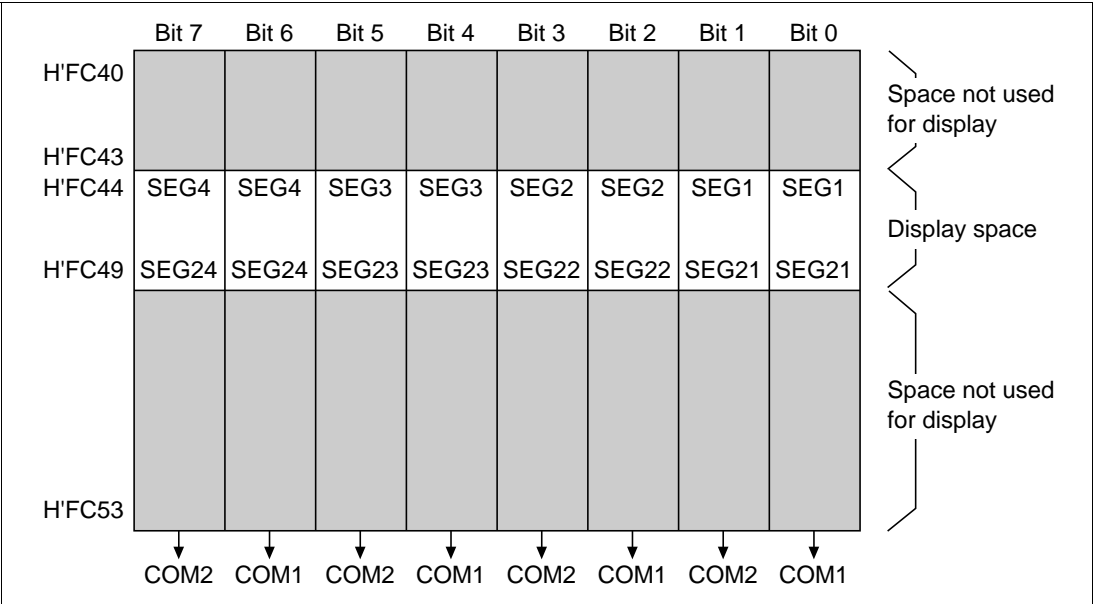 Bit 7 Bit 6 Bit 5 Bit 4 Bit 3 Bit 2 Bit 1 Bit 0
H'FC40
Space not used
for display
H'FC43
H'FC44 SEG4 SEG4 SEG3 SEG3 SEG2 SEG2 SEG1 SEG1
Display space
H'FC49 SEG24 SEG24 SEG23 SEG23 SEG22 SEG22 SEG21 SEG21
Space not used
for display
H'FC53
COM2 COM1 COM2 COM1 COM2 COM1 COM2 COM1